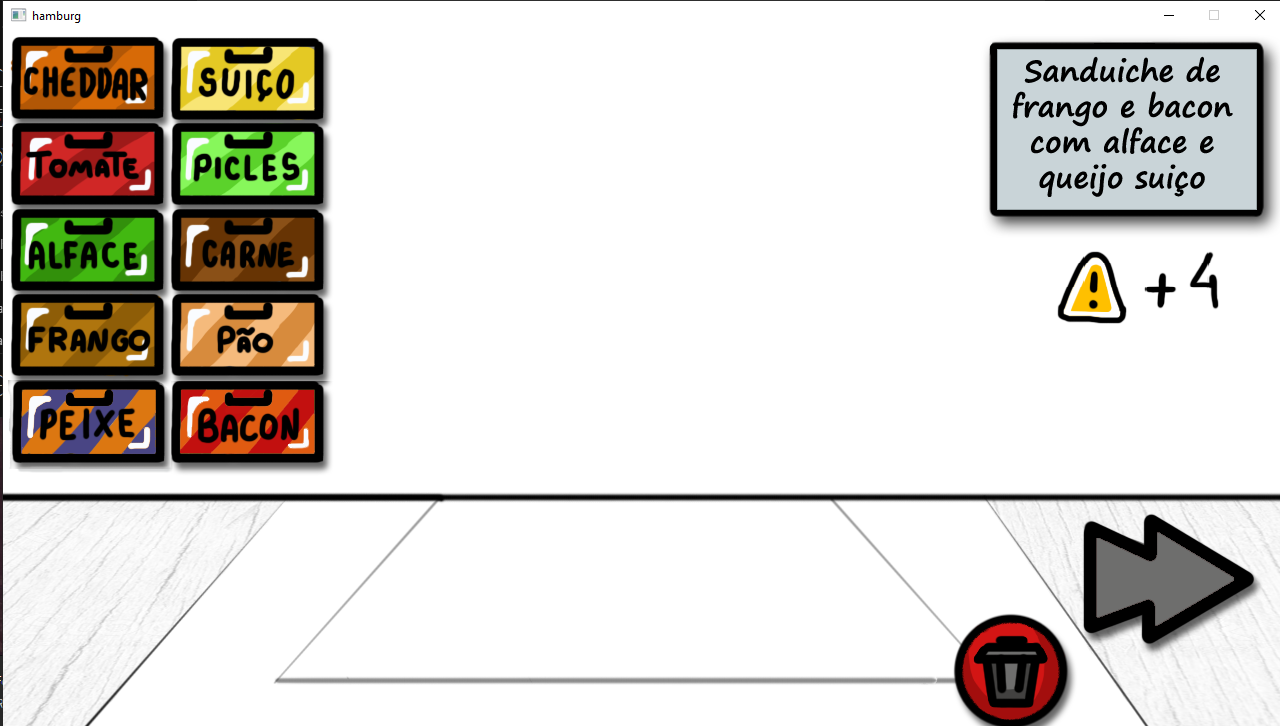 hamburg
CHEDDAR
SUIÇO
TOMATE
PICLES
ALFACE
CARNE
FRANGO
PÃO
PEIXE
BACON
Sanduiche de
frango e bacon
com alface e
queijo suiço
! + 4